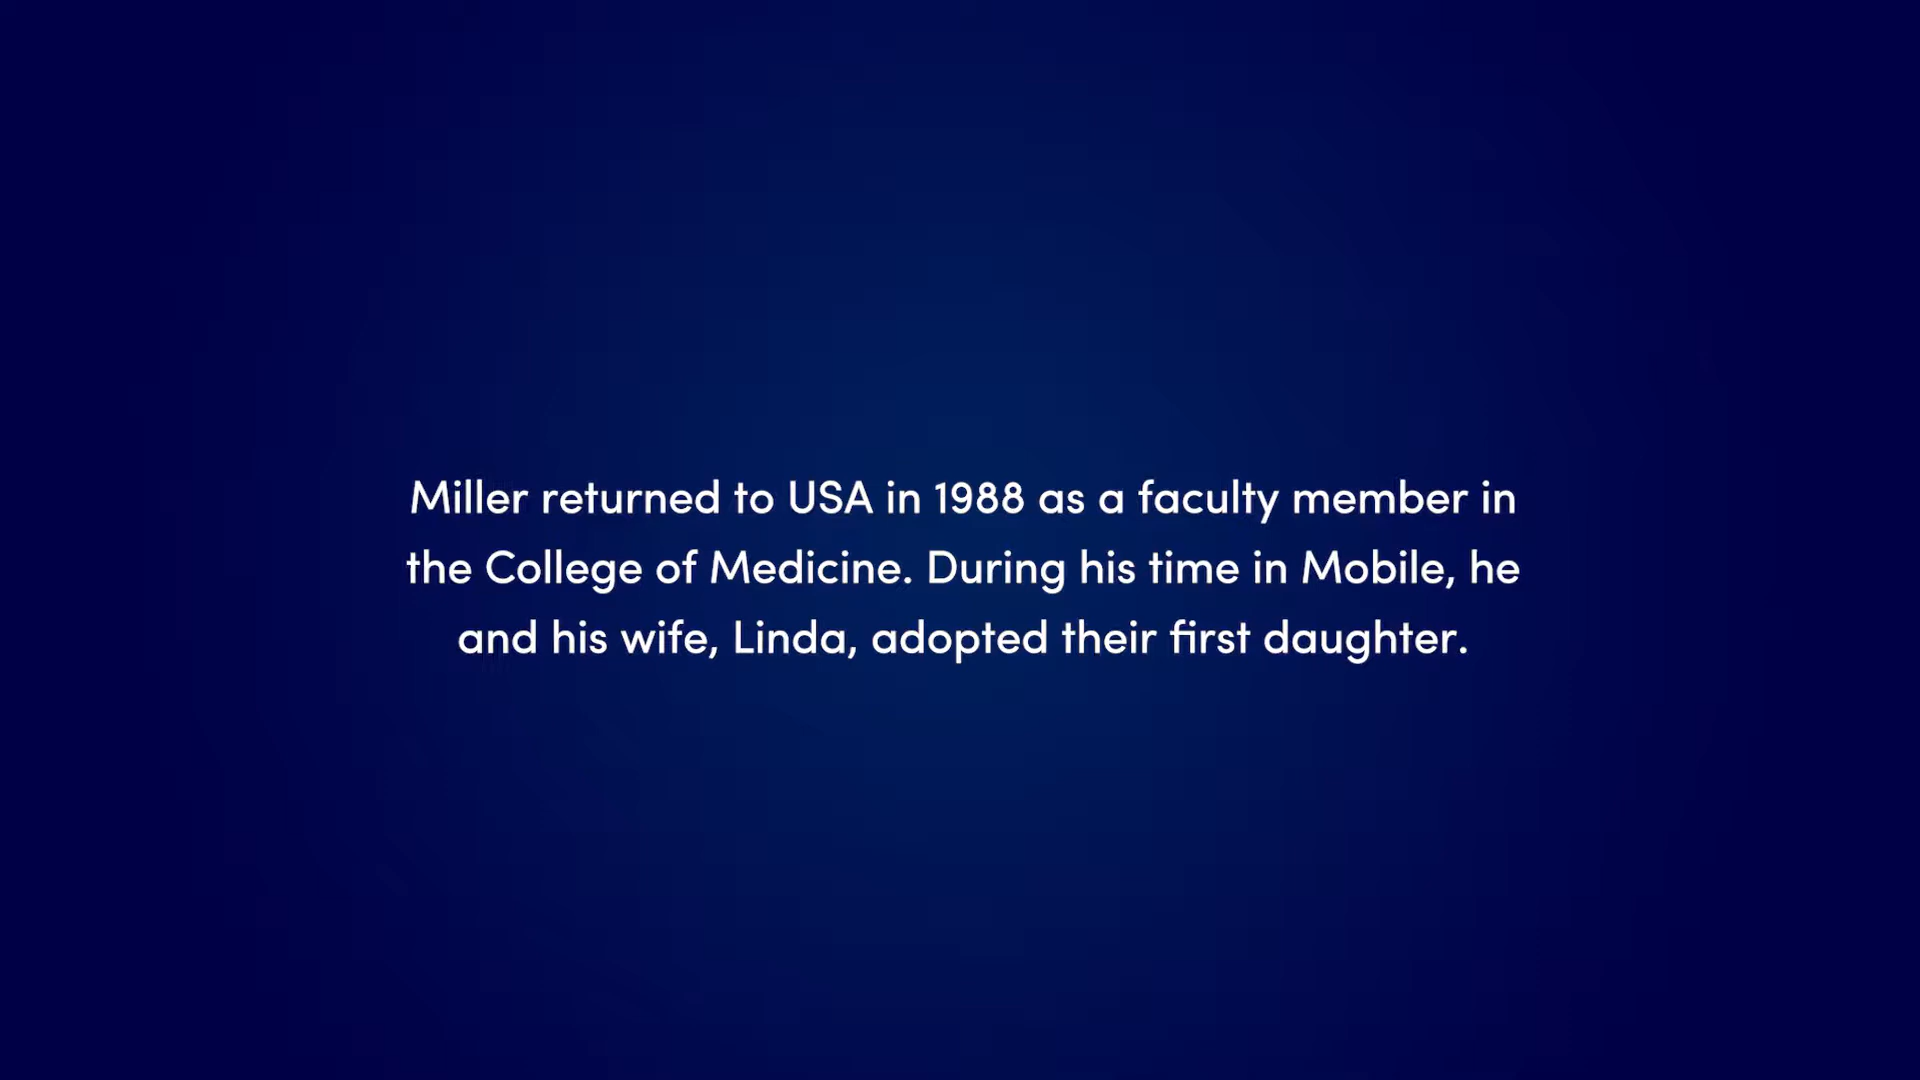 Miller returned to USA in 1988 as a faculty member in
the College of Medicine. During his time in Mobile, he
and his wife, Linda, adopted their first daughter.